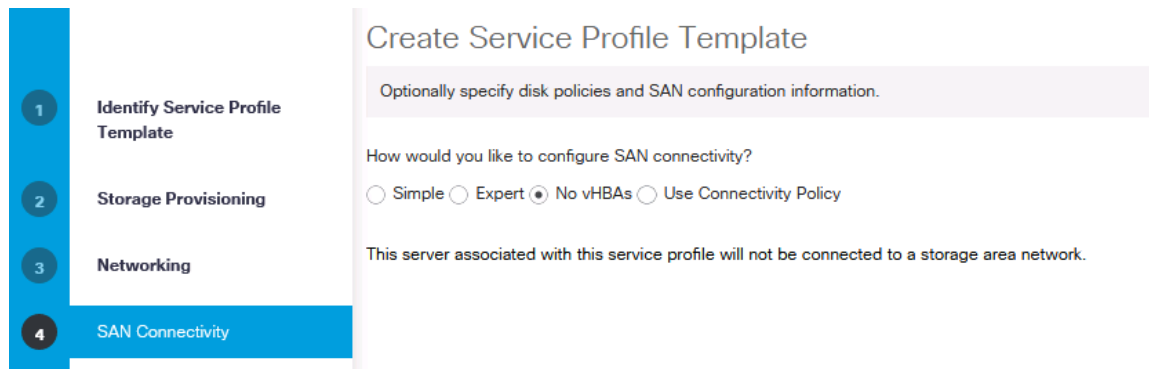 Create Service Profile Template
Optionally specify disk policies and SAN configuration information.
1
Identify Service Profile
Template
How would you like to configure SAN connectivity?
2
Storage Provisioning
Simple Expert No vHBAs Use Connectivity Policy
3
Networking
This server associated with this service profile will not be connected to a storage area network.
4
SAN Connectivity